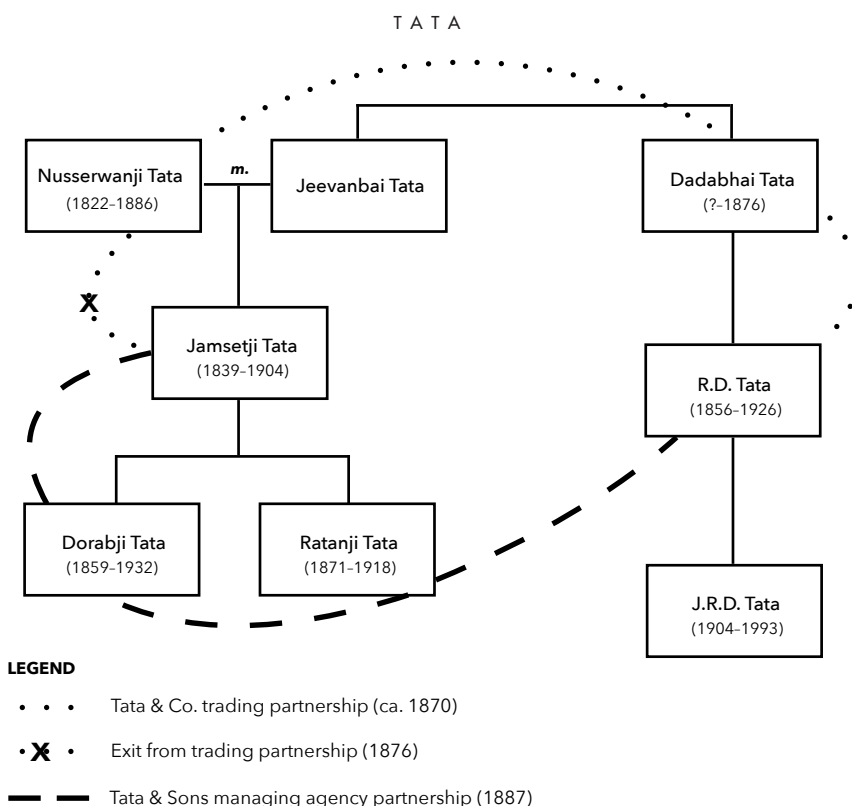 TATA
Nusserwanji Tata
(1822–1886)
m.
Jeevanbai Tata
Dadabhai Tata
(?–1876)
X
Jamsetji Tata
(1839–1904)
R.D. Tata
(1856–1926)
Dorabji Tata
(1859–1932)
Ratanji Tata
(1871–1918)
J.R.D. Tata
(1904–1993)
LEGEND
Tata & Co. trading partnership (ca. 1870)
X Exit from trading partnership (1876)
Tata & Sons managing agency partnership (1887)